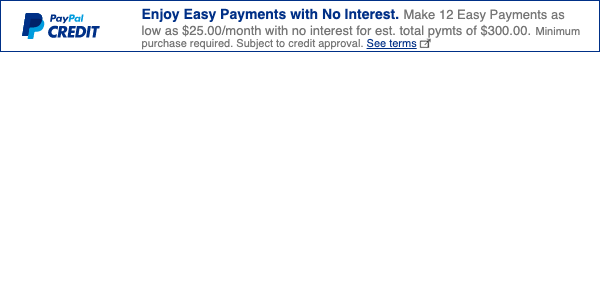 PayPal
CREDIT
Enjoy Easy Payments with No Interest. Make 12 Easy Payments as
low as $25.00/month with no interest for est. total pymts of $300.00. Minimum
purchase required. Subject to credit approval. See terms